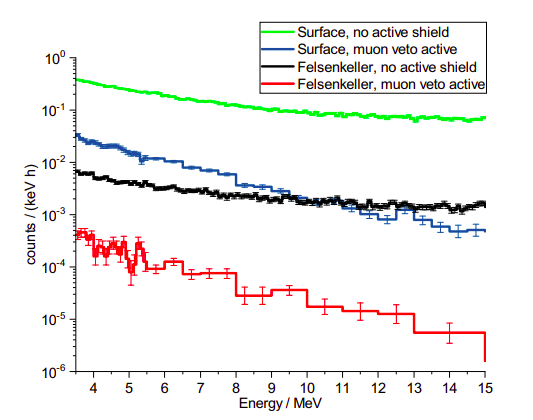 Surface, no active shield
Surface, muon veto active
Felsenkeller, no active shield
Felsenkeller, muon veto active
10⁰
10⁻¹
10⁻²
10⁻³
10⁻⁴
10⁻⁵
10⁻⁶
counts / (keV h)
4 5 6 7 8 9 10 11 12 13 14 15
Energy / MeV